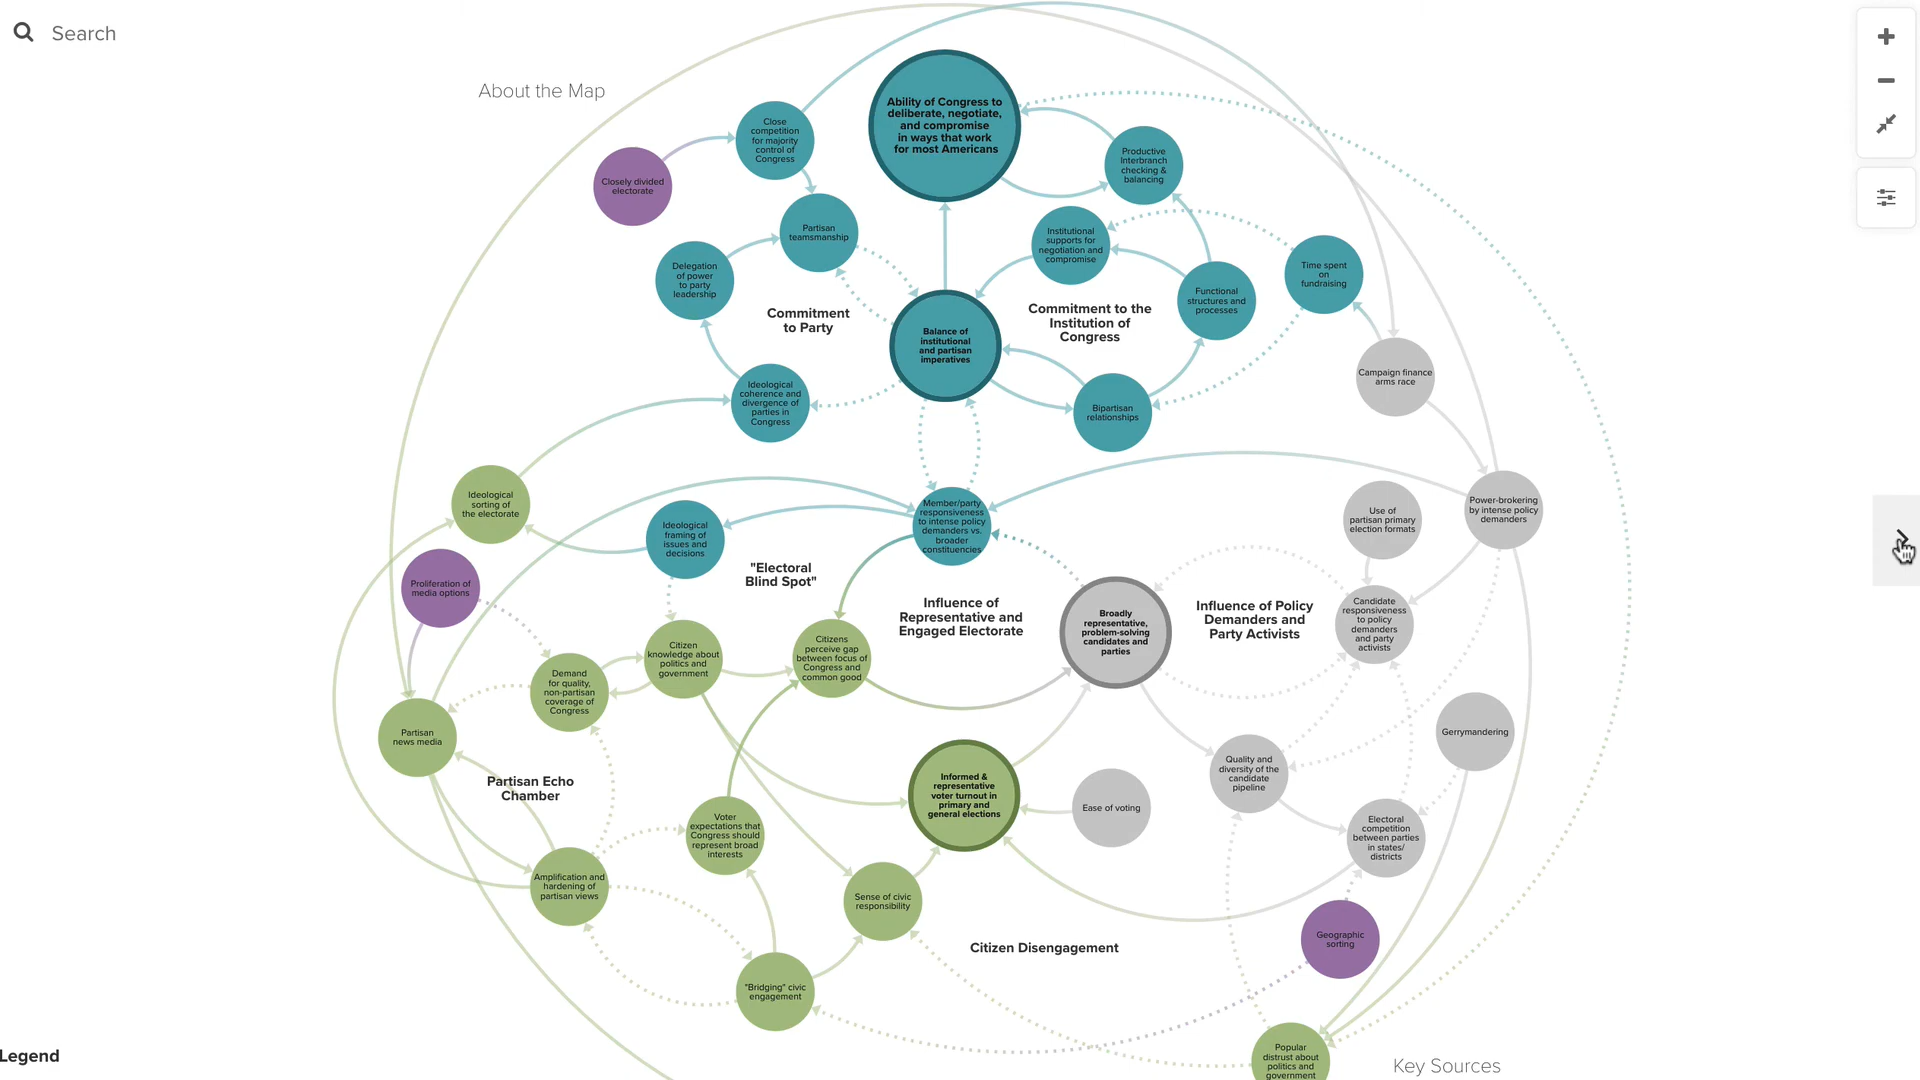 Search
About the Map
Ability of Congress to
deliberate, negotiate,
and compromise
in ways that work
for most Americans
Close
competition
for majority
control of
Congress
Productive
Interbranch
checking &
balancing
Closely divided
electorate
Partisan
teamsmanship
Institutional
supports for
negotiation and
compromise
Delegation
of power
to party
leadership
Time spent
on
fundraising
Functional
structures and
processes
Commitment
to Party
Commitment to the
Institution of
Congress
Balance of
institutional
and partisan
imperatives
Campaign finance
arms race
Ideological
coherence and
divergence of
parties in
Congress
Bipartisan
relationships
Ideological
sorting of
the electorate
Power-brokering
by intense policy
demanders
Member/party
responsiveness
to intense policy
demanders vs.
broader
constituencies
Use of
partisan primary
election formats
Ideological
framing of
issues and
decisions
"Electoral
Blind Spot"
Proliferation of
media options
Influence of
Representative and
Engaged Electorate
Broadly
representative,
problem-solving
candidates and
parties
Influence of Policy
Demanders and
Party Activists
Candidate
responsiveness
to policy
demanders
and party
activists
Citizen
knowledge about
politics and
government
Citizens
perceive gap
between focus of
Congress and
common good
Demand
for quality,
non-partisan
coverage of
Congress
Partisan
news media
Gerrymandering
Quality and
diversity of the
candidate
pipeline
Partisan Echo
Chamber
Informed &
representative
voter turnout in
primary and
general elections
Ease of voting
Voter
expectations that
Congress should
represent broad
interests
Electoral
competition
between parties
in states/
districts
Amplification and
hardening of
partisan views
Sense of civic
responsibility
Citizen Disengagement
Geographic
sorting
"Bridging" civic
engagement
Popular
distrust about
politics and
government
Legend
Key Sources